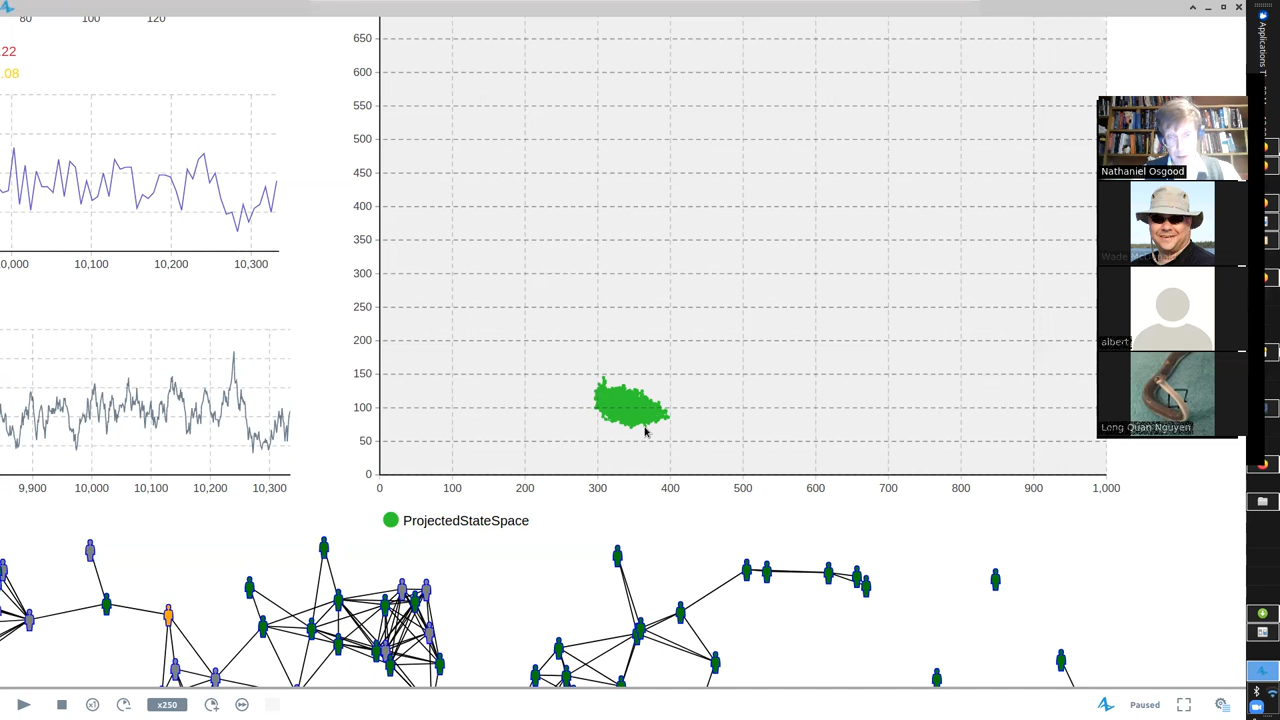 80 100 120
.22
.08
0,000 10,100 10,200 10,300
9,900 10,000 10,100 10,200 10,300
650
600
550
500
450
400
350
300
250
200
150
100
50
0
0 100 200 300 400 500 600 700 800 900 1,000
ProjectedStateSpace
Nathaniel Osgood
albert
Long Quan Nguyen
Applications
x1
x250
Paused